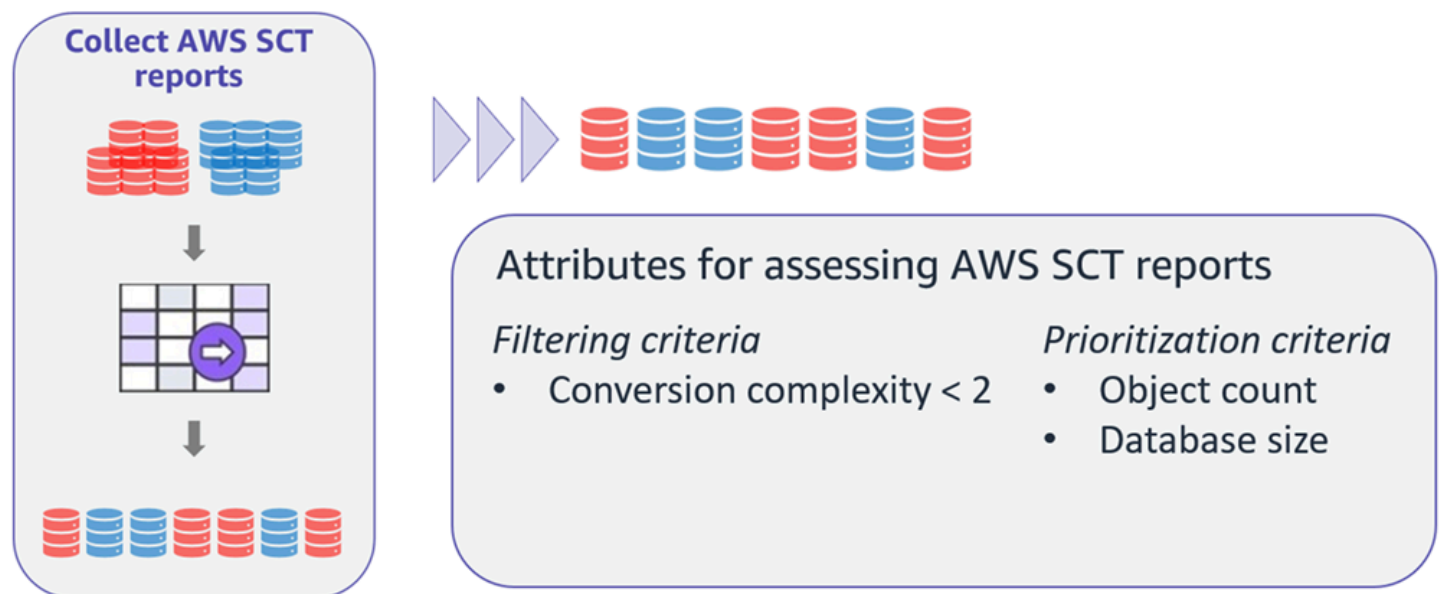 Collect AWS SCT
reports
Attributes for assessing AWS SCT reports
Filtering criteria
• Conversion complexity < 2
Prioritization criteria
• Object count
• Database size